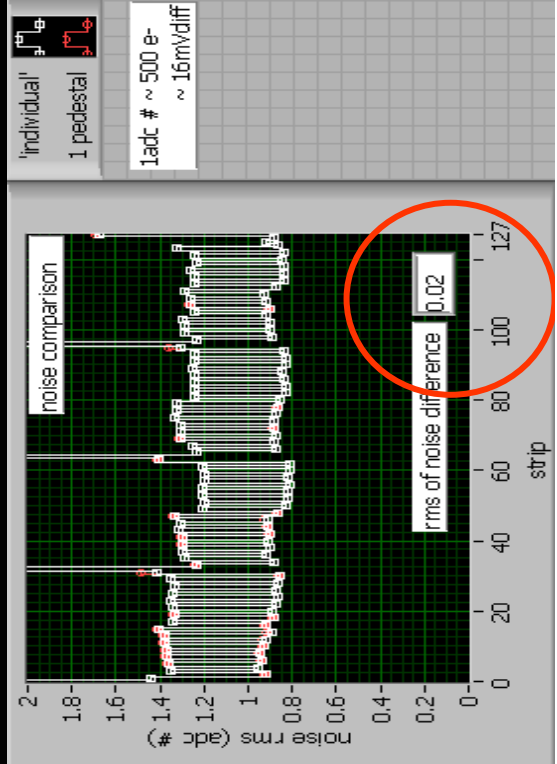 'individual'
1 pedestal
1adc # ~ 500 e-
~ 16mVdiff
noise comparison
2
1.8
1.6
1.4
1.2
1
0.8
0.6
0.4
0.2
0
noise rms (adc #)
rms of noise difference
0.02
0
20
40
60
80
100
127
strip